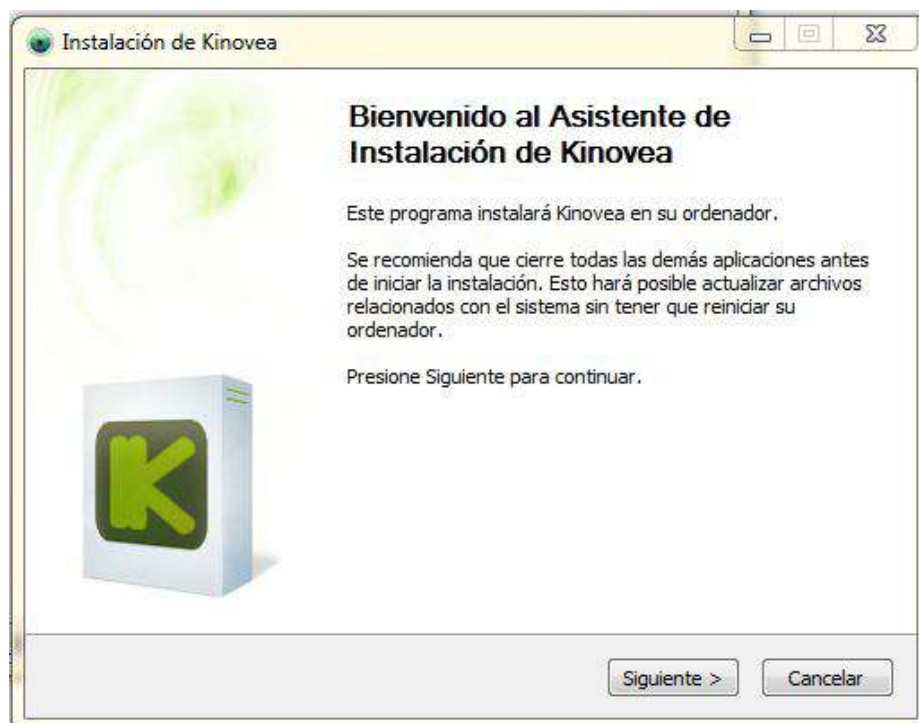 Instalación de Kinovea
Bienvenido al Asistente de
Instalación de Kinovea
Este programa instalará Kinovea en su ordenador.
Se recomienda que cierre todas las demás aplicaciones antes
de iniciar la instalación. Esto hará posible actualizar archivos
relacionados con el sistema sin tener que reiniciar su
ordenador.
Presione Siguiente para continuar.
K
Siguiente >
Cancelar